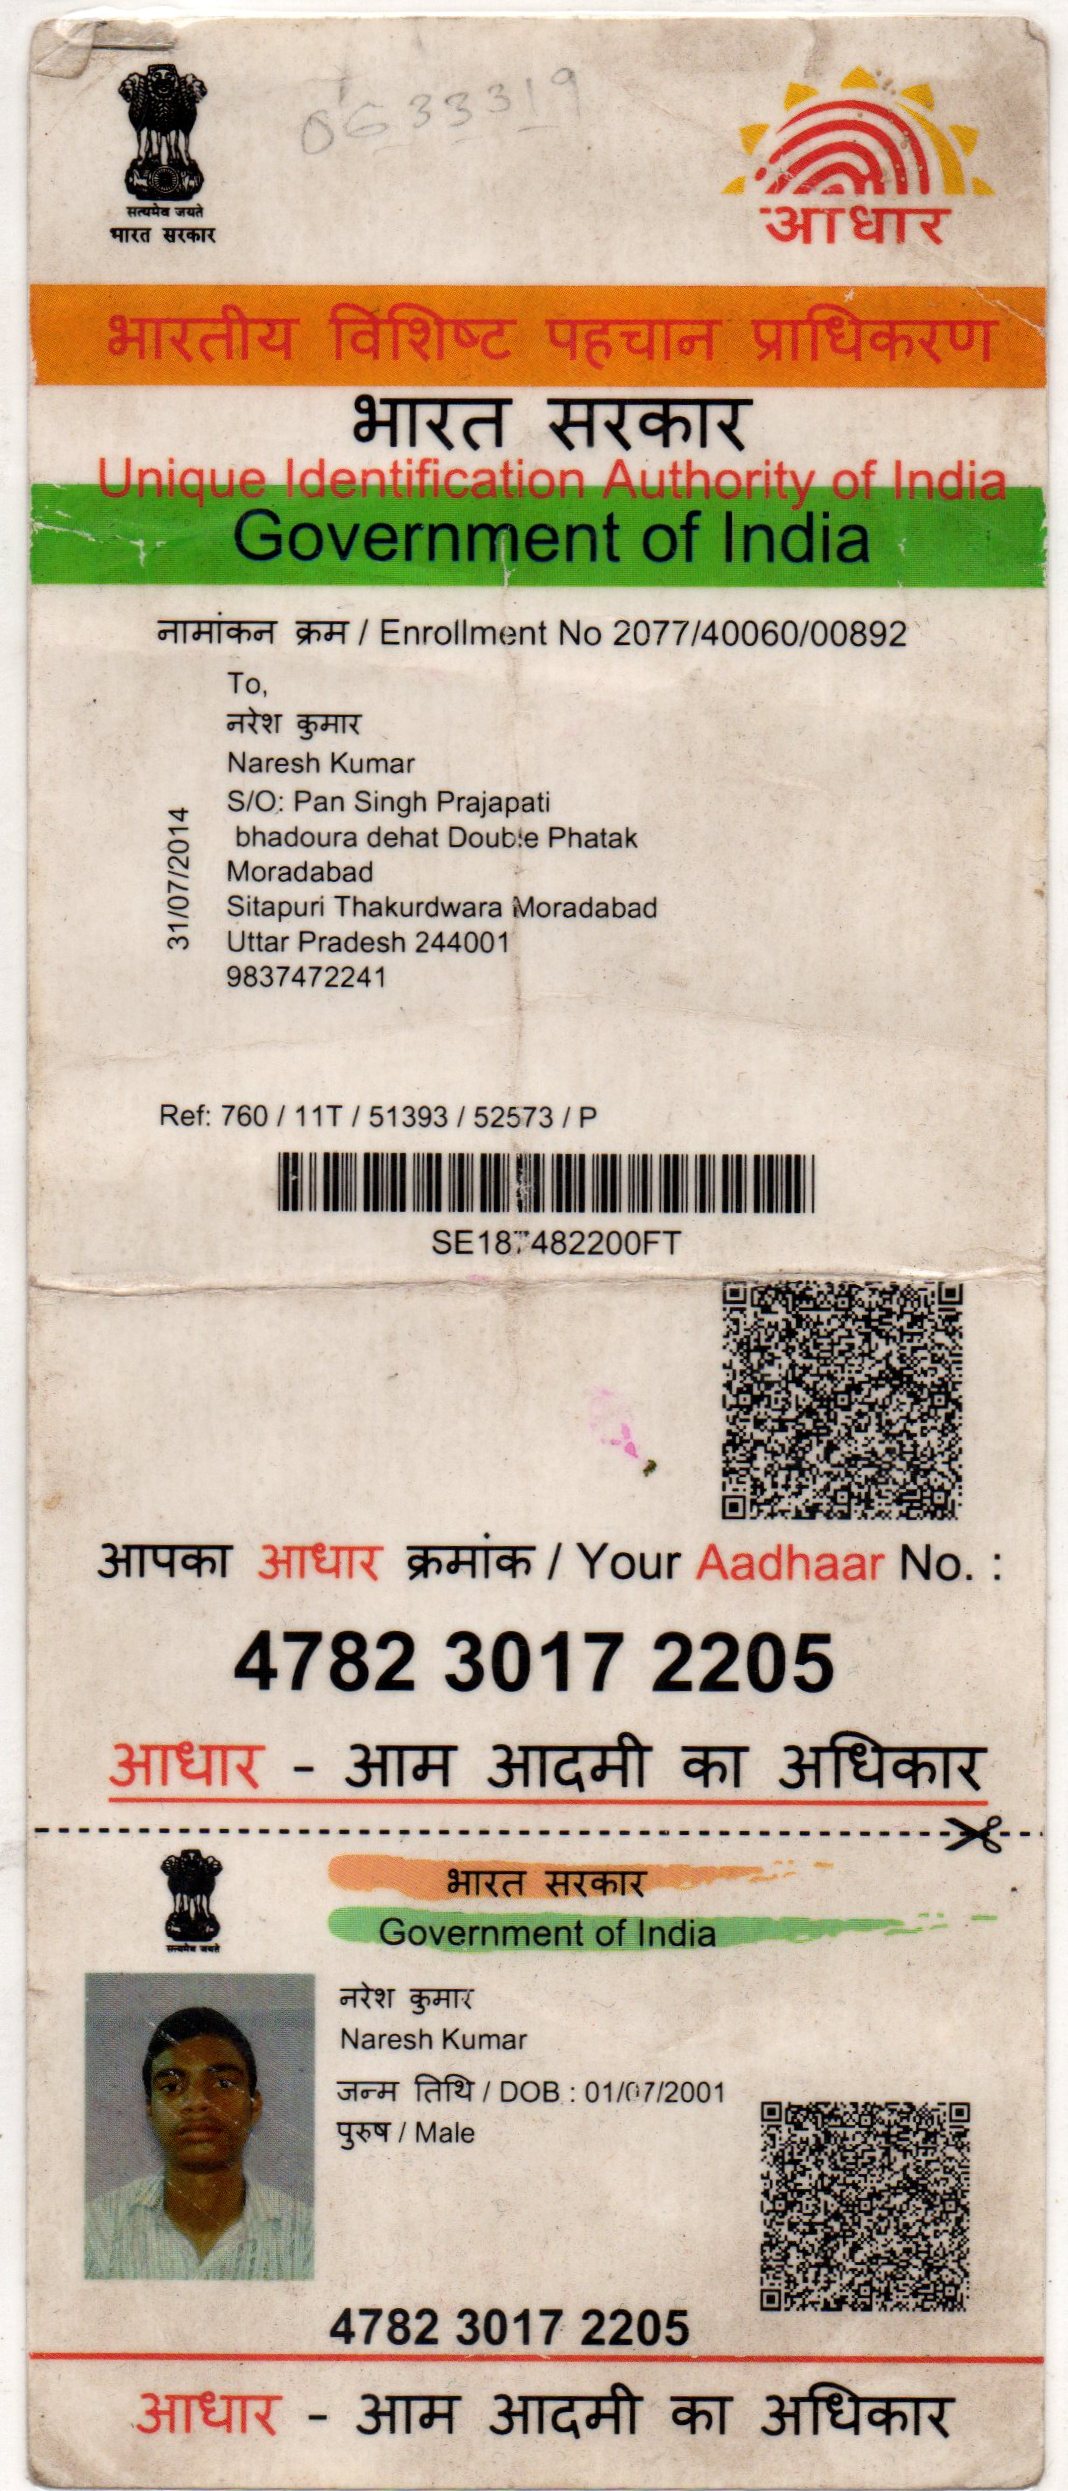 0633319
सत्यमेव जयते
भारत सरकार
आधार
भारतीय विशिष्ट पहचान प्राधिकरण
भारत सरकार
Unique Identification Authority of India
Government of India
नामांकन क्रम / Enrollment No 2077/40060/00892
To,
नरेश कुमार
Naresh Kumar
S/O: Pan Singh Prajapati
bhadoura dehat Double Phatak
Moradabad
Sitapuri Thakurdwara Moradabad
Uttar Pradesh 244001
9837472241
31/07/2014
Ref: 760 / 11T / 51393 / 52573 / P
आपका आधार क्रमांक / Your Aadhaar No. :
4782 3017 2205
आधार - आम आदमी का अधिकार
सत्यमेव जयते
भारत सरकार
Government of India
नरेश कुमार
Naresh Kumar
जन्म तिथि / DOB : 01/07/2001
पुरुष / Male
4782 3017 2205
आधार - आम आदमी का अधिकार